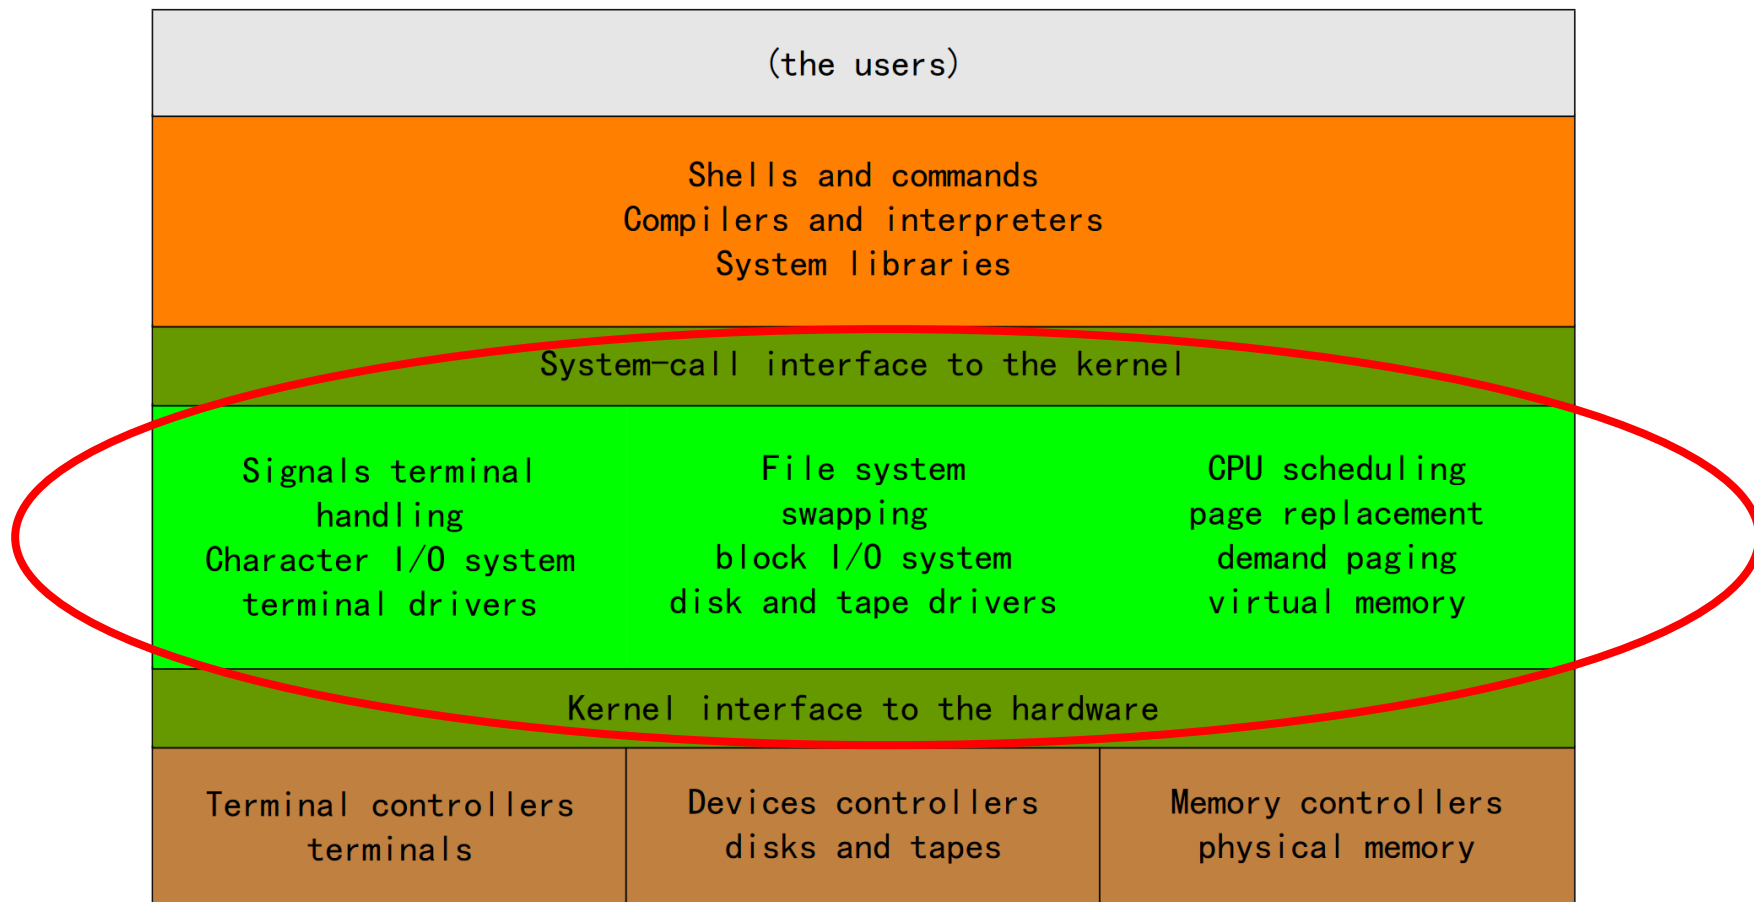 (the users)
Shells and commands
Compilers and interpreters
System libraries
System-call interface to the kernel
Signals terminal
handling
Character I/O system
terminal drivers
File system
swapping
block I/O system
disk and tape drivers
CPU scheduling
page replacement
demand paging
virtual memory
Kernel interface to the hardware
Terminal controllers
terminals
Devices controllers
disks and tapes
Memory controllers
physical memory